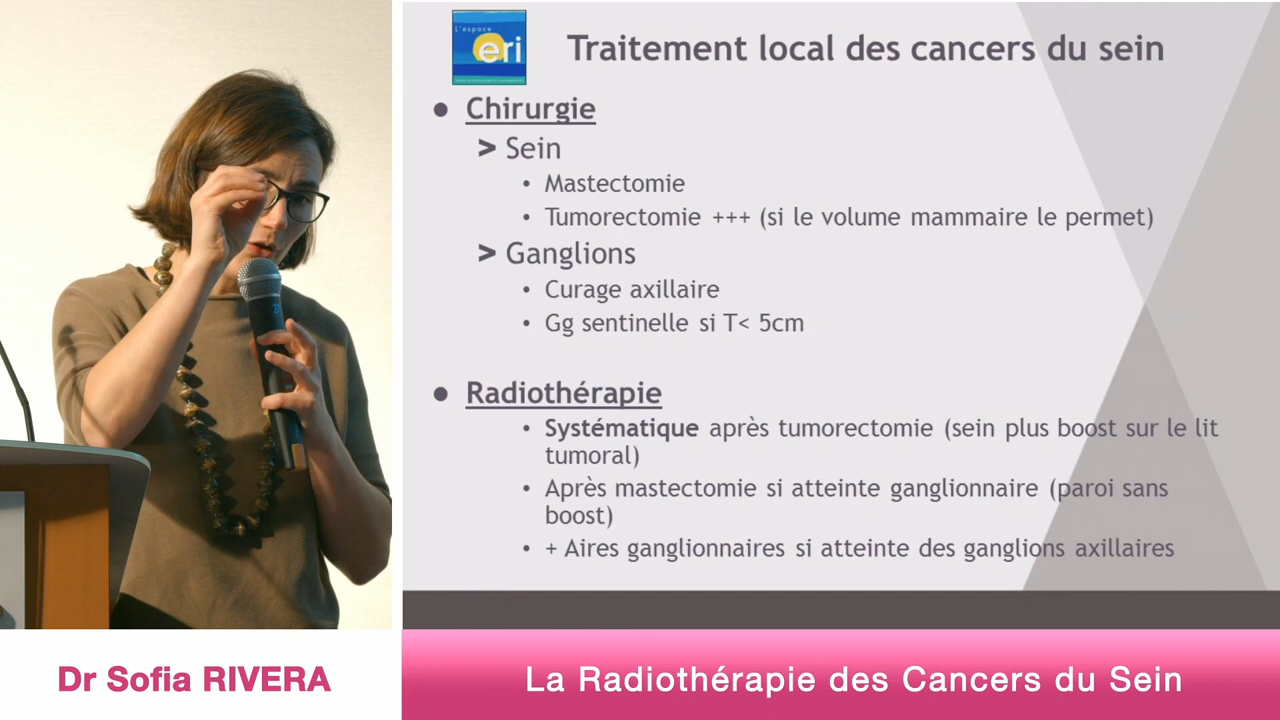 L'espace
eri
Traitement local des cancers du sein
● Chirurgie
> Sein
• Mastectomie
• Tumorectomie +++ (si le volume mammaire le permet)
> Ganglions
• Curage axillaire
• Gg sentinelle si T< 5cm
● Radiothérapie
• Systématique après tumorectomie (sein plus boost sur le lit
tumoral)
• Après mastectomie si atteinte ganglionnaire (paroi sans
boost)
• + Aires ganglionnaires si atteinte des ganglions axillaires
Dr Sofia RIVERA
La Radiothérapie des Cancers du Sein